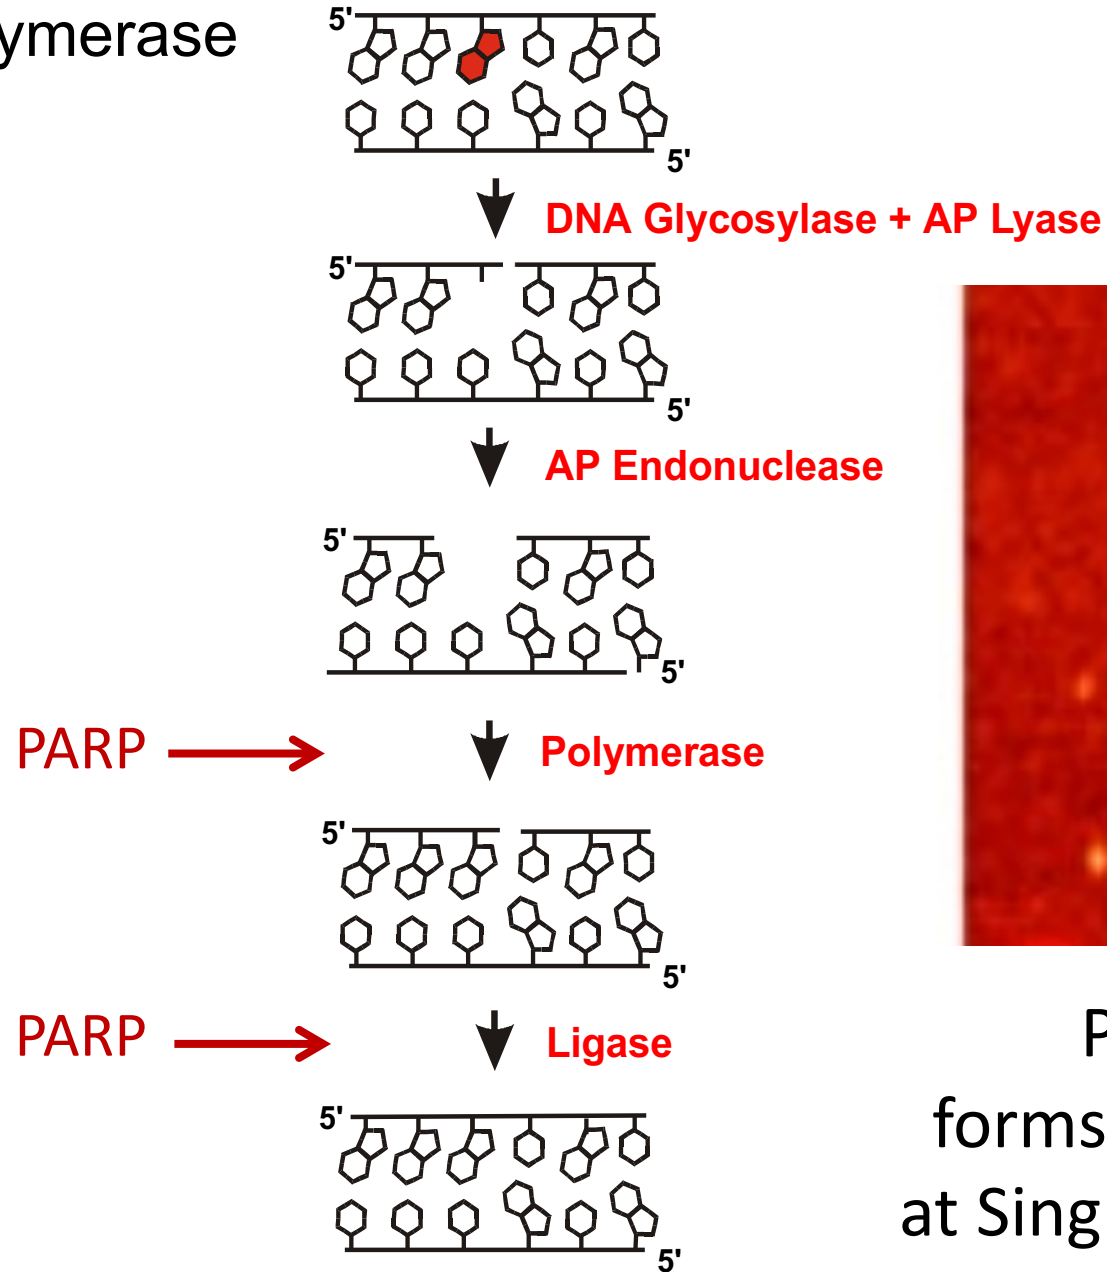 ymerase
5'
5'
DNA Glycosylase + AP Lyase
5'
5'
AP Endonuclease
5'
5'
PARP
Polymerase
5'
5'
PARP
Ligase
P
forms
5'
at Sing
5'